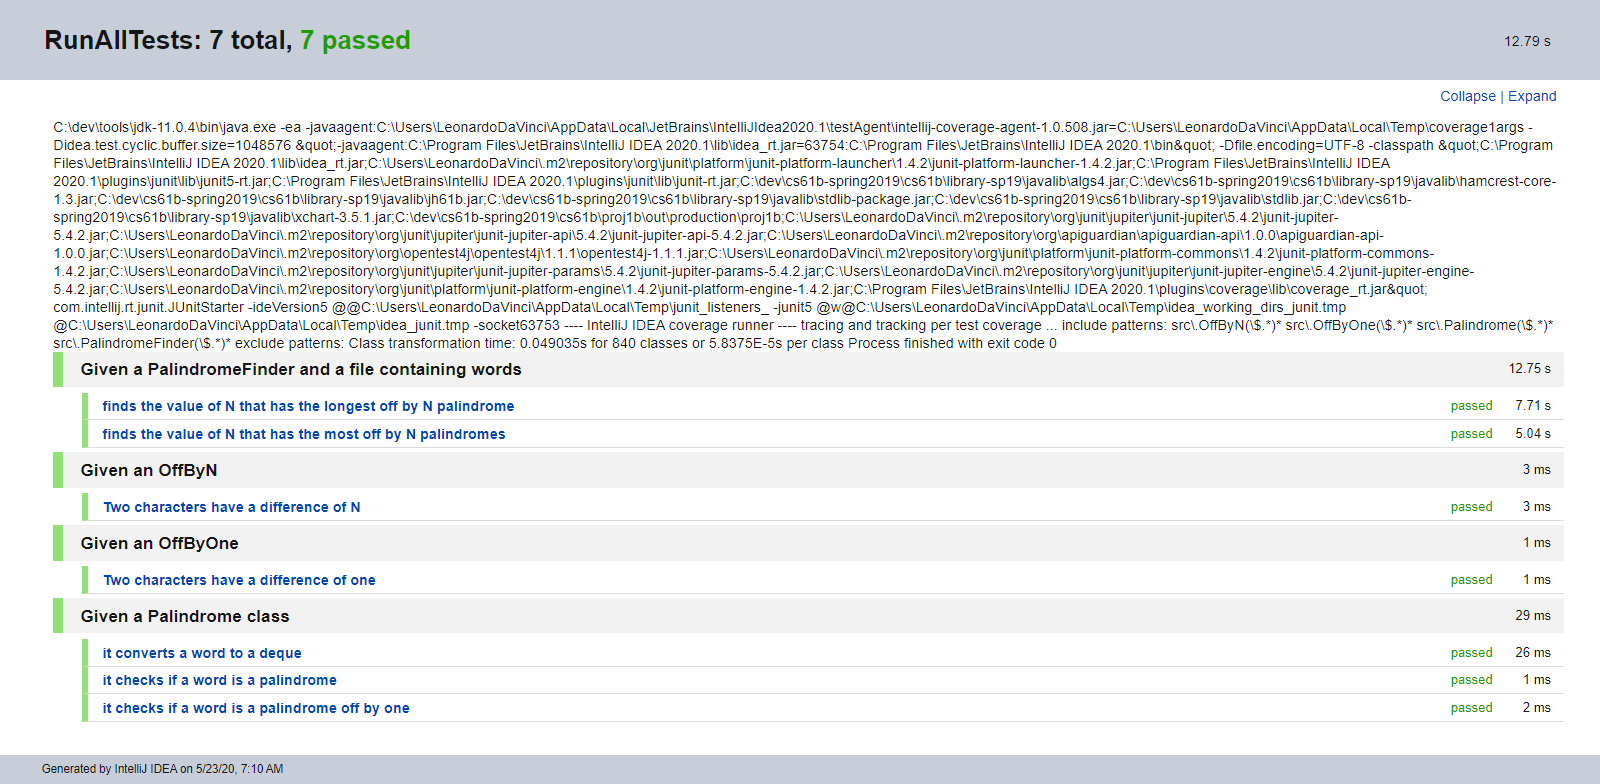 RunAllTests: 7 total, 7 passed
12.79 s
Collapse | Expand
C:\dev\tools\jdk-11.0.4\bin\java.exe -ea -javaagent:C:\Users\LeonardoDaVinci\AppData\Local\JetBrains\IntelliJIdea2020.1\testAgent\intellij-coverage-agent-1.0.508.jar=C:\Users\LeonardoDaVinci\AppData\Local\Temp\coverage1args -
Didea.test.cyclic.buffer.size=1048576 &quot;-javaagent:C:\Program Files\JetBrains\IntelliJ IDEA 2020.1\lib\idea_rt.jar=63754:C:\Program Files\JetBrains\IntelliJ IDEA 2020.1\bin&quot; -Dfile.encoding=UTF-8 -classpath &quot;C:\Program
Files\JetBrains\IntelliJ IDEA 2020.1\lib\idea_rt.jar;C:\Users\LeonardoDaVinci\.m2\repository\org\junit\platform\junit-platform-launcher\1.4.2\junit-platform-launcher-1.4.2.jar;C:\Program Files\JetBrains\IntelliJ IDEA
2020.1\plugins\junit\lib\junit5-rt.jar;C:\Program Files\JetBrains\IntelliJ IDEA 2020.1\plugins\junit\lib\junit-rt.jar;C:\dev\cs61b-spring2019\cs61b\library-sp19\javalib\algs4.jar;C:\dev\cs61b-spring2019\cs61b\library-sp19\javalib\hamcrest-core-
1.3.jar;C:\dev\cs61b-spring2019\cs61b\library-sp19\javalib\jh61b.jar;C:\dev\cs61b-spring2019\cs61b\library-sp19\javalib\stdlib-package.jar;C:\dev\cs61b-spring2019\cs61b\library-sp19\javalib\stdlib.jar;C:\dev\cs61b-
spring2019\cs61b\library-sp19\javalib\xchart-3.5.1.jar;C:\dev\cs61b-spring2019\cs61b\proj1b\out\production\proj1b;C:\Users\LeonardoDaVinci\.m2\repository\org\junit\jupiter\junit-jupiter\5.4.2\junit-jupiter-
5.4.2.jar;C:\Users\LeonardoDaVinci\.m2\repository\org\junit\jupiter\junit-jupiter-api\5.4.2\junit-jupiter-api-5.4.2.jar;C:\Users\LeonardoDaVinci\.m2\repository\org\apiguardian\apiguardian-api\1.0.0\apiguardian-api-
1.0.0.jar;C:\Users\LeonardoDaVinci\.m2\repository\org\opentest4j\opentest4j\1.1.1\opentest4j-1.1.1.jar;C:\Users\LeonardoDaVinci\.m2\repository\org\junit\platform\junit-platform-commons\1.4.2\junit-platform-commons-
1.4.2.jar;C:\Users\LeonardoDaVinci\.m2\repository\org\junit\jupiter\junit-jupiter-params\5.4.2\junit-jupiter-params-5.4.2.jar;C:\Users\LeonardoDaVinci\.m2\repository\org\junit\jupiter\junit-jupiter-engine\5.4.2\junit-jupiter-engine-
5.4.2.jar;C:\Users\LeonardoDaVinci\.m2\repository\org\junit\platform\junit-platform-engine\1.4.2\junit-platform-engine-1.4.2.jar;C:\Program Files\JetBrains\IntelliJ IDEA 2020.1\plugins\coverage\lib\coverage_rt.jar&quot;
com.intellij.rt.junit.JUnitStarter -ideVersion5 @@C:\Users\LeonardoDaVinci\AppData\Local\Temp\junit_listeners_ -junit5 @w@C:\Users\LeonardoDaVinci\AppData\Local\Temp\idea_working_dirs_junit.tmp
@C:\Users\LeonardoDaVinci\AppData\Local\Temp\idea_junit.tmp -socket63753 ---- IntelliJ IDEA coverage runner ---- tracing and tracking per test coverage ... include patterns: src\.OffByN(\$.*)* src\.OffByOne(\$.*)* src\.Palindrome(\$.*)*
src\.PalindromeFinder(\$.*)* exclude patterns: Class transformation time: 0.049035s for 840 classes or 5.8375E-5s per class Process finished with exit code 0
Given a PalindromeFinder and a file containing words 12.75 s
finds the value of N that has the longest off by N palindrome passed 7.71 s
finds the value of N that has the most off by N palindromes passed 5.04 s
Given an OffByN 3 ms
Two characters have a difference of N passed 3 ms
Given an OffByOne 1 ms
Two characters have a difference of one passed 1 ms
Given a Palindrome class 29 ms
it converts a word to a deque passed 26 ms
it checks if a word is a palindrome passed 1 ms
it checks if a word is a palindrome off by one passed 2 ms
Generated by IntelliJ IDEA on 5/23/20, 7:10 AM